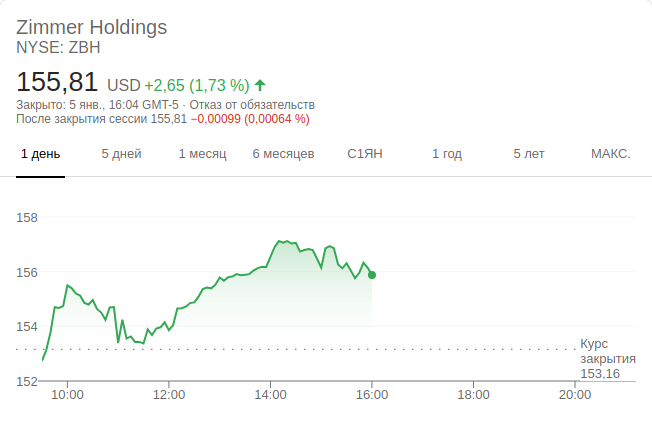 Zimmer Holdings
NYSE: ZBH
155,81 USD +2,65 (1,73 %)
Закрыто: 5 янв., 16:04 GMT-5 · Отказ от обязательств
После закрытия сессии 155,81 −0,00099 (0,00064 %)
1 день 5 дней 1 месяц 6 месяцев С1ЯН 1 год 5 лет МАКС.
158
156
154
Курс
закрытия
153,16
152
10:00 12:00 14:00 16:00 18:00 20:00